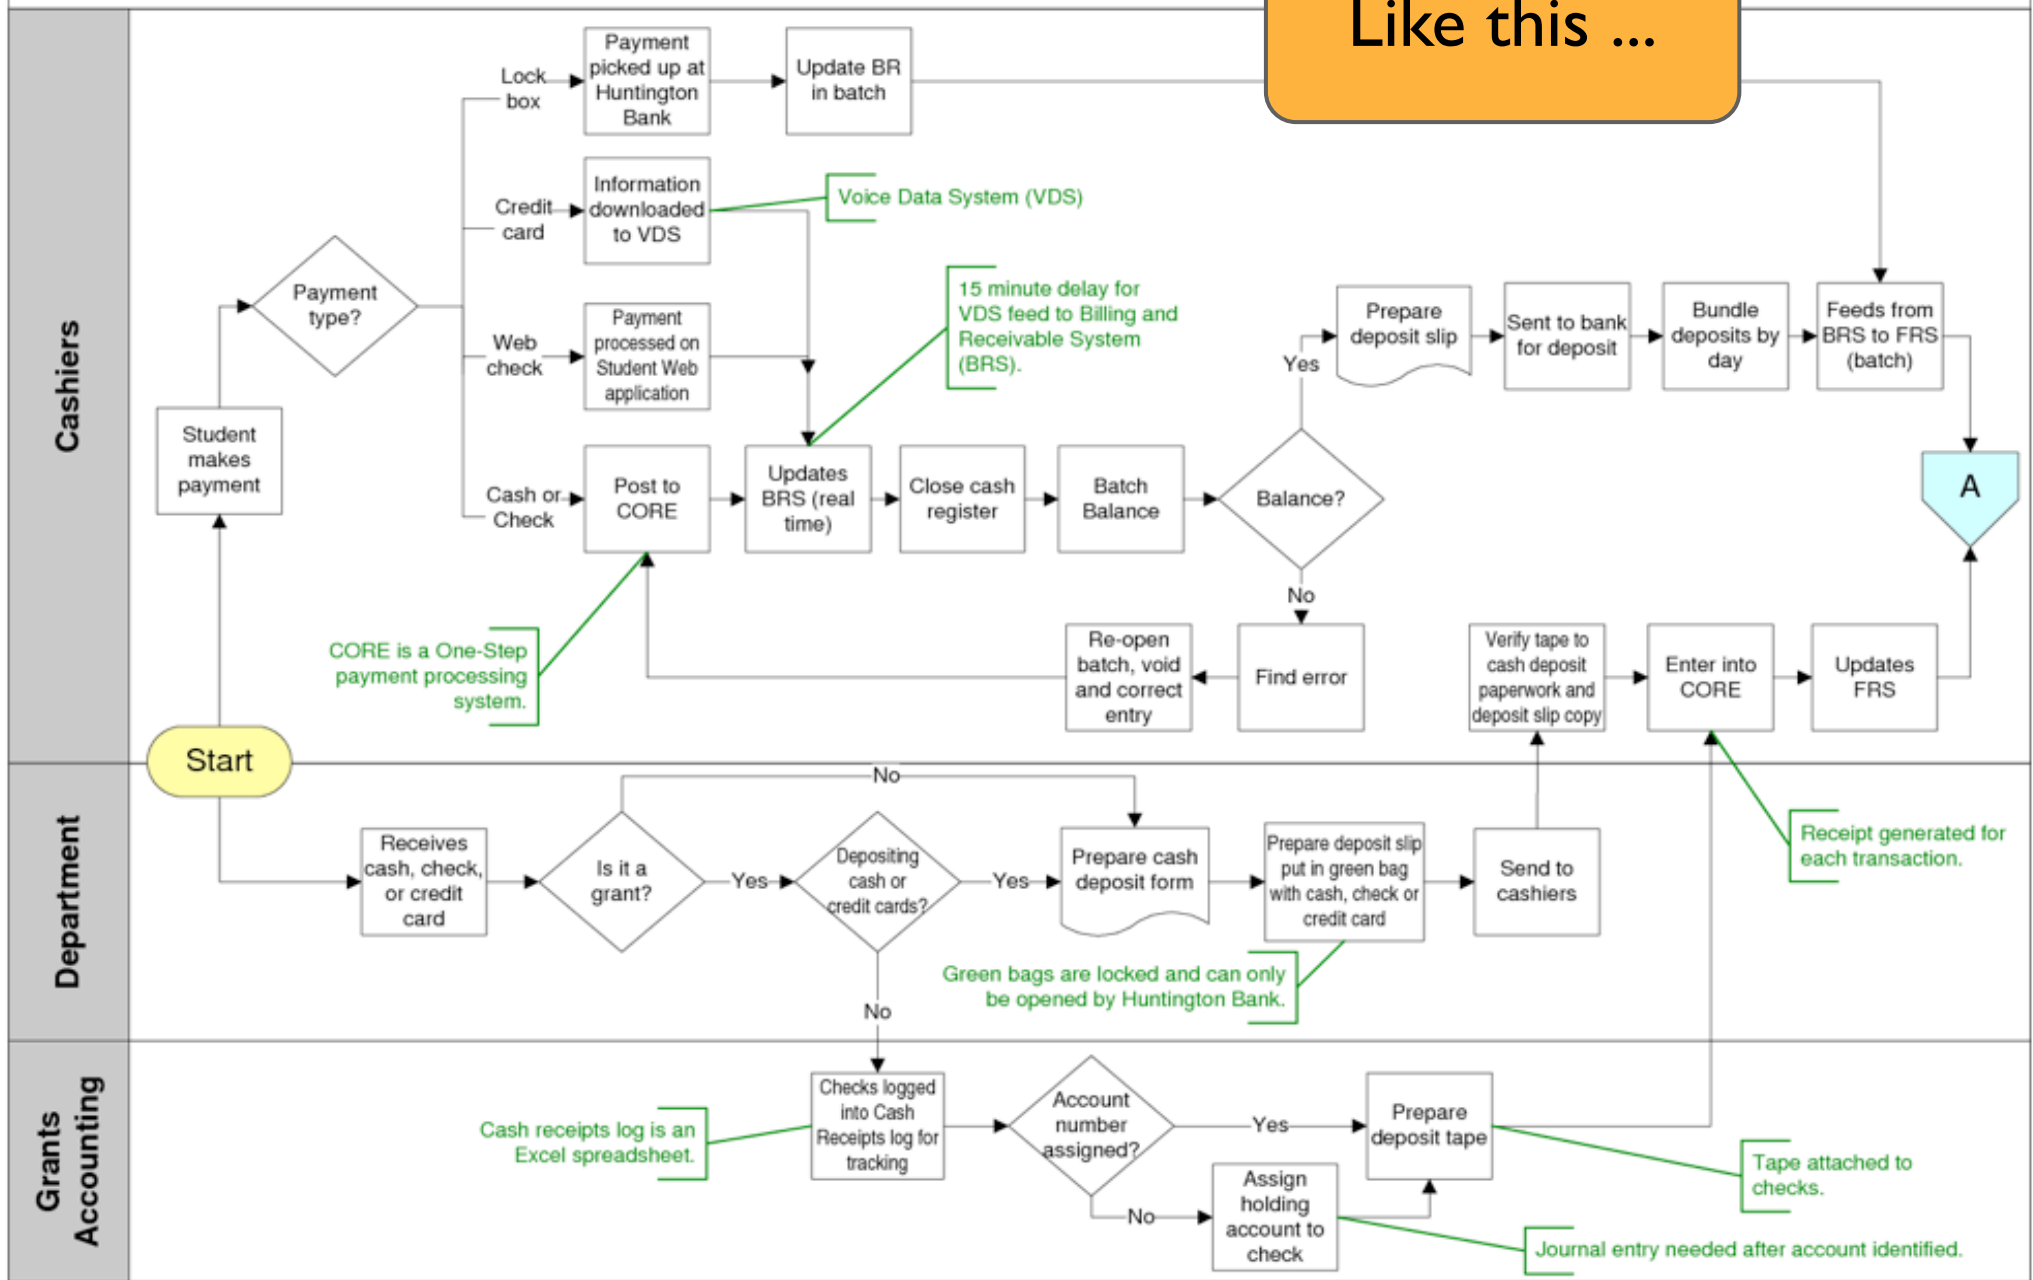 Like this ...
Cashiers
Lock
box
Payment
picked up at
Huntington
Bank
Update BR
in batch
Credit
card
Information
downloaded
to VDS
Voice Data System (VDS)
Payment
type?
Web
check
Payment
processed on
Student Web
application
15 minute delay for
VDS feed to Billing and
Receivable System
(BRS).
Yes
Prepare
deposit slip
Sent to bank
for deposit
Bundle
deposits by
day
Feeds from
BRS to FRS
(batch)
Student
makes
payment
Cash or
Check
Post to
CORE
Updates
BRS (real
time)
Close cash
register
Batch
Balance
Balance?
A
No
CORE is a One-Step
payment processing
system.
Re-open
batch, void
and correct
entry
Find error
Verify tape to
cash deposit
paperwork and
deposit slip copy
Enter into
CORE
Updates
FRS
Start
Department
No
Receives
cash, check,
or credit
card
Is it a
grant?
Yes
Depositing
cash or
credit cards?
Yes
Prepare cash
deposit form
Prepare deposit slip
put in green bag
with cash, check or
credit card
Send to
cashiers
Receipt generated for
each transaction.
Green bags are locked and can only
be opened by Huntington Bank.
No
Grants
Accounting
Cash receipts log is an
Excel spreadsheet.
Checks logged
into Cash
Receipts log for
tracking
Account
number
assigned?
Yes
Prepare
deposit tape
Tape attached to
checks.
No
Assign
holding
account to
check
Journal entry needed after account identified.